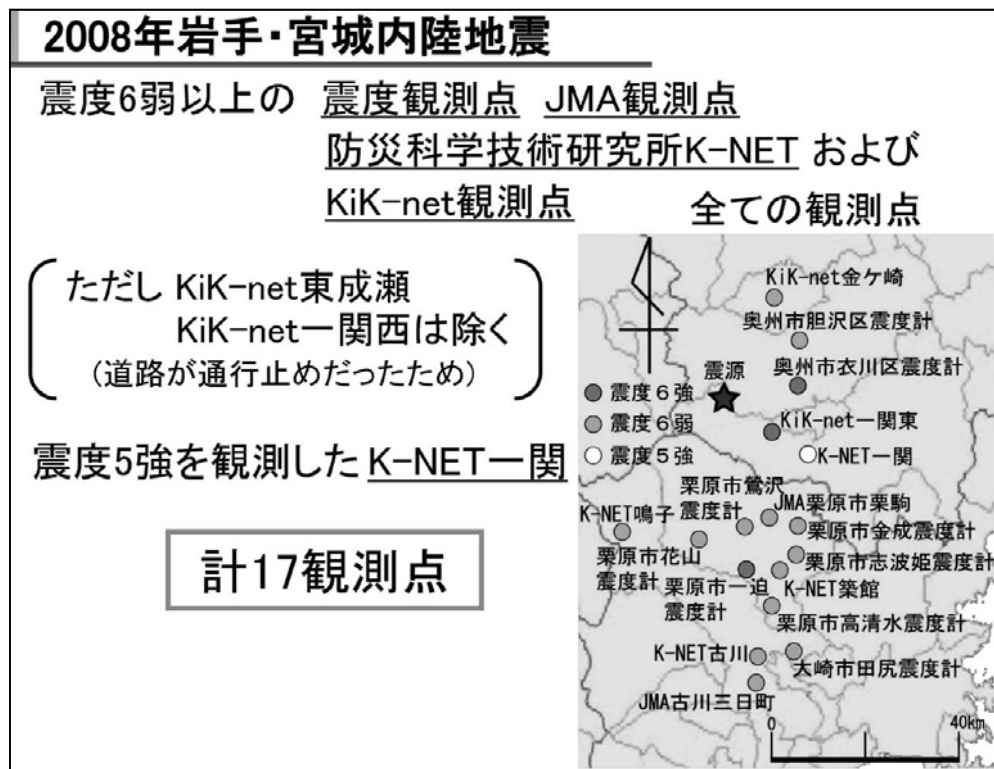 2008年岩手・宮城内陸地震
震度6弱以上の 震度観測点 JMA観測点
防災科学技術研究所K-NET および
KiK-net観測点 全ての観測点
ただし KiK-net東成瀬
KiK-net一関西は除く
(道路が通行止めだったため)
震度5強を観測した K-NET一関
計17観測点
KiK-net金ケ崎
奥州市胆沢区震度計
奥州市衣川区震度計
震源
震度6強
震度6弱
震度5強
KiK-net一関東
K-NET一関
栗原市鶯沢
震度計
JMA栗原市栗駒
K-NET鳴子
栗原市金成震度計
栗原市花山
震度計
栗原市志波姫震度計
栗原市一迫
震度計
K-NET築館
栗原市高清水震度計
K-NET古川
大崎市田尻震度計
JMA古川三日町
0
40km